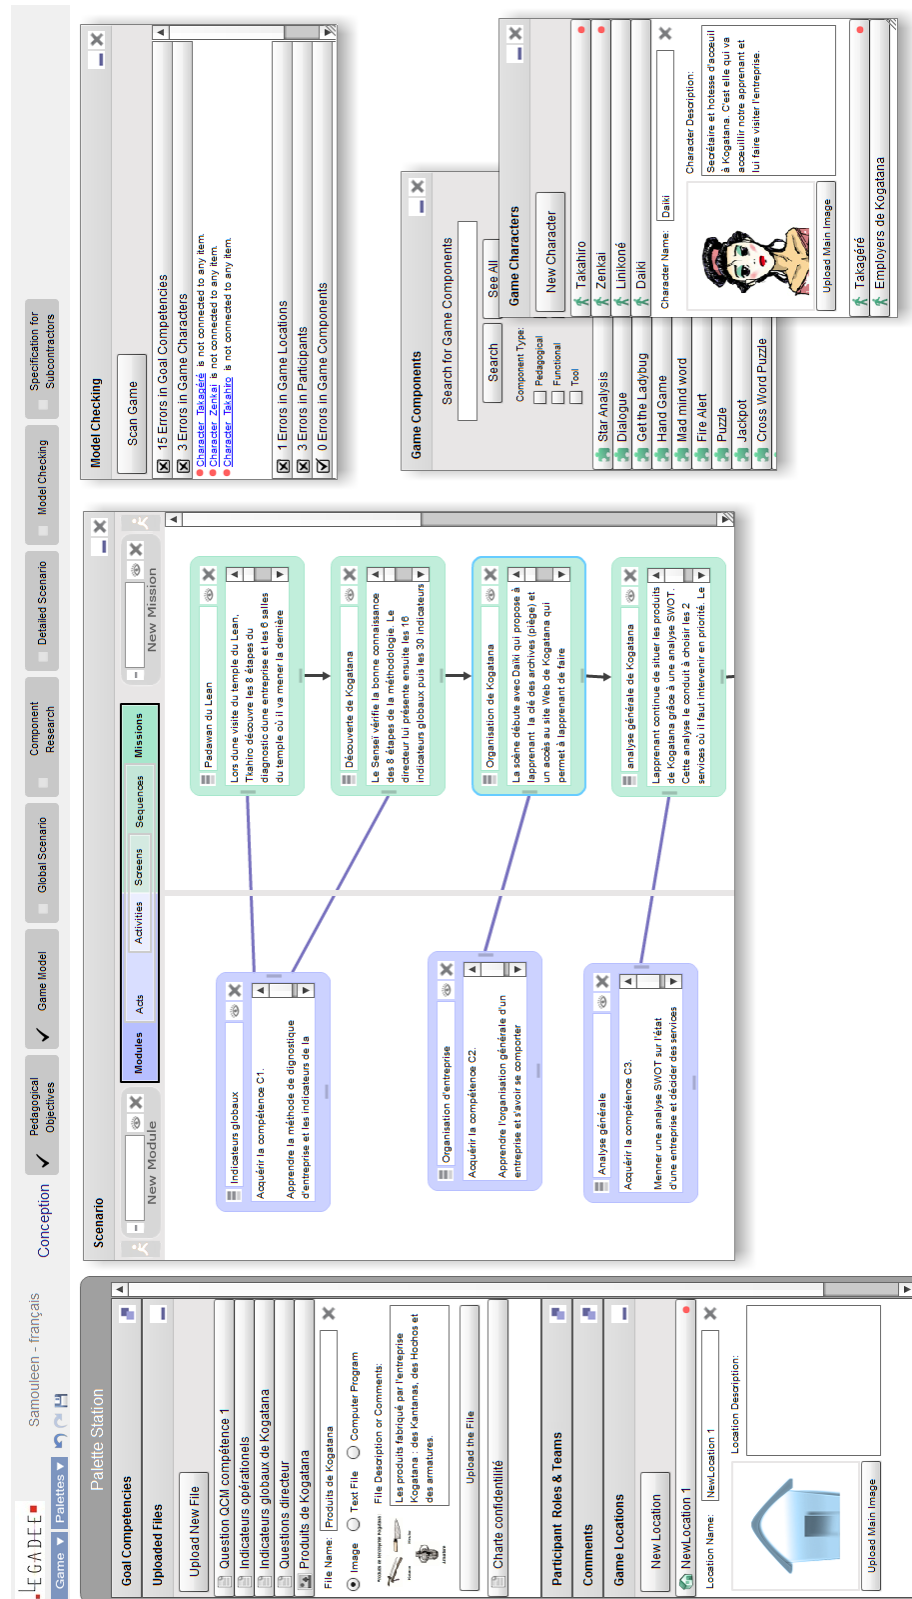 LEGADEE
Samouleen - français
Conception
Pedagogical
Objectives
Game Model
Global Scenario
Component
Research
Detailed Scenario
Model Checking
Specification for
Subcontractors
Game ▼
Palettes ▼
Palette Station
Goal Competencies
Uploaded Files
Upload New File
Question QCM compétence 1
Indicateurs opérationels
Indicateurs globaux de Kogatana
Questions directeur
Produits de Kogatana
File Name:
Produits de Kogatana
Image
Text File
Computer Program
File Description or Comments:
Les produits fabriqué par l'entreprise
Kogatana : des Kantanas, des Hochos et
des armatures.
Upload the File
Charte confidentilité
Participant Roles & Teams
Comments
Game Locations
New Location
NewLocation 1
Location Name:
NewLocation 1
Location Description:
Upload Main Image
Scenario
New Module
Modules
Acts
Activities
Screens
Sequences
Missions
New Mission
Indicateurs globaux
Acquérir la compétence C1.
Apprendre la méthode de dignostique
d'entreprise et les indicateurs de la
Organisation d'entreprise
Acquérir la compétence C2.
Apprendre l'organisation générale d'un
entreprise et s'avoir se comporter
Analyse générale
Acquérir la compétence C3.
Menner une analyse SWOT sur l'état
d'une entreprise et décider des services
Padawan du Lean
Lors dune visite du temple du Lean,
Tkahino découvre les 8 étapes du
diagnostic dune entreprise et les 6 salles
du temple où il va mener la dernière
Découverte de Kogatana
Le Senseï vérifie la bonne connaissance
des 8 étapes de la méthodologie. Le
directeur lui présente ensuite les 16
indicateurs globaux puis les 30 indicateurs
Organisation de Kogatana
La scène débute avec Daiki qui propose à
lapprenant la clé des archives (piège) et
un accès au site Web de Kogatana qui
permet à lapprenant de faire
analyse générale de Kogatana
Lapprenant continue de situer les produits
de Kogatana grâce à une analyse SWOT.
Cette analyse le conduit à choisir les 2
services où il faut intervenir en priorité. Le
Model Checking
Scan Game
15 Errors in Goal Competencies
3 Errors in Game Characters
Character Takagéré is not connected to any item.
Character Zenkai is not connected to any item.
Character Takahiro is not connected to any item.
1 Errors in Game Locations
3 Errors in Participants
0 Errors in Game Components
Game Components
Search for Game Components
Search
See All
Component Type:
Pedagogical
Functional
Tool
Star Analysis
Dialogue
Get the Ladybug
Hand Game
Mad mind word
Fire Alert
Puzzle
Jackpot
Cross Word Puzzle
Game Characters
New Character
Takahiro
Zenkai
Linikoné
Daiki
Character Name:
Daiki
Character Description:
Secrétaire et hotesse d'acceuil
à Kogatana. C'est elle qui va
acceuillir notre apprenant et
lui faire visiter l'entreprise.
Upload Main Image
Takagéré
Employers de Kogatana